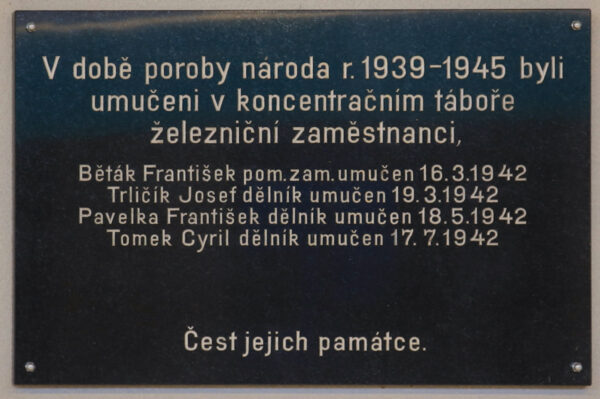 V době poroby národa r. 1939-1945 byli
umučeni v koncentračním táboře
železniční zaměstnanci,
Běták František pom. zam. umučen 16.3.1942
Trličík Josef dělník umučen 19.3.1942
Pavelka František dělník umučen 18.5.1942
Tomek Cyril dělník umučen 17.7.1942
Čest jejich památce.